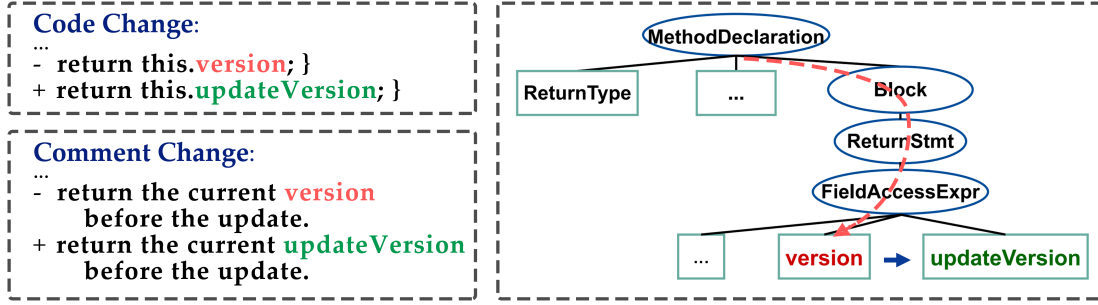 Code Change:
...
- return this.version; }
+ return this.updateVersion; }
Comment Change:
...
- return the current version
before the update.
+ return the current updateVersion
before the update.
MethodDeclaration
ReturnType
...
Block
ReturnStmt
FieldAccessExpr
...
version
updateVersion